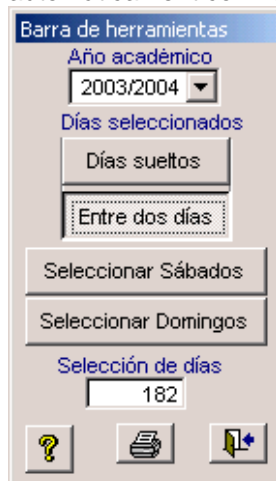 Barra de herramientas
Año académico
2003/2004
Días seleccionados
Días sueltos
Entre dos días
Seleccionar Sábados
Seleccionar Domingos
Selección de días
182
?